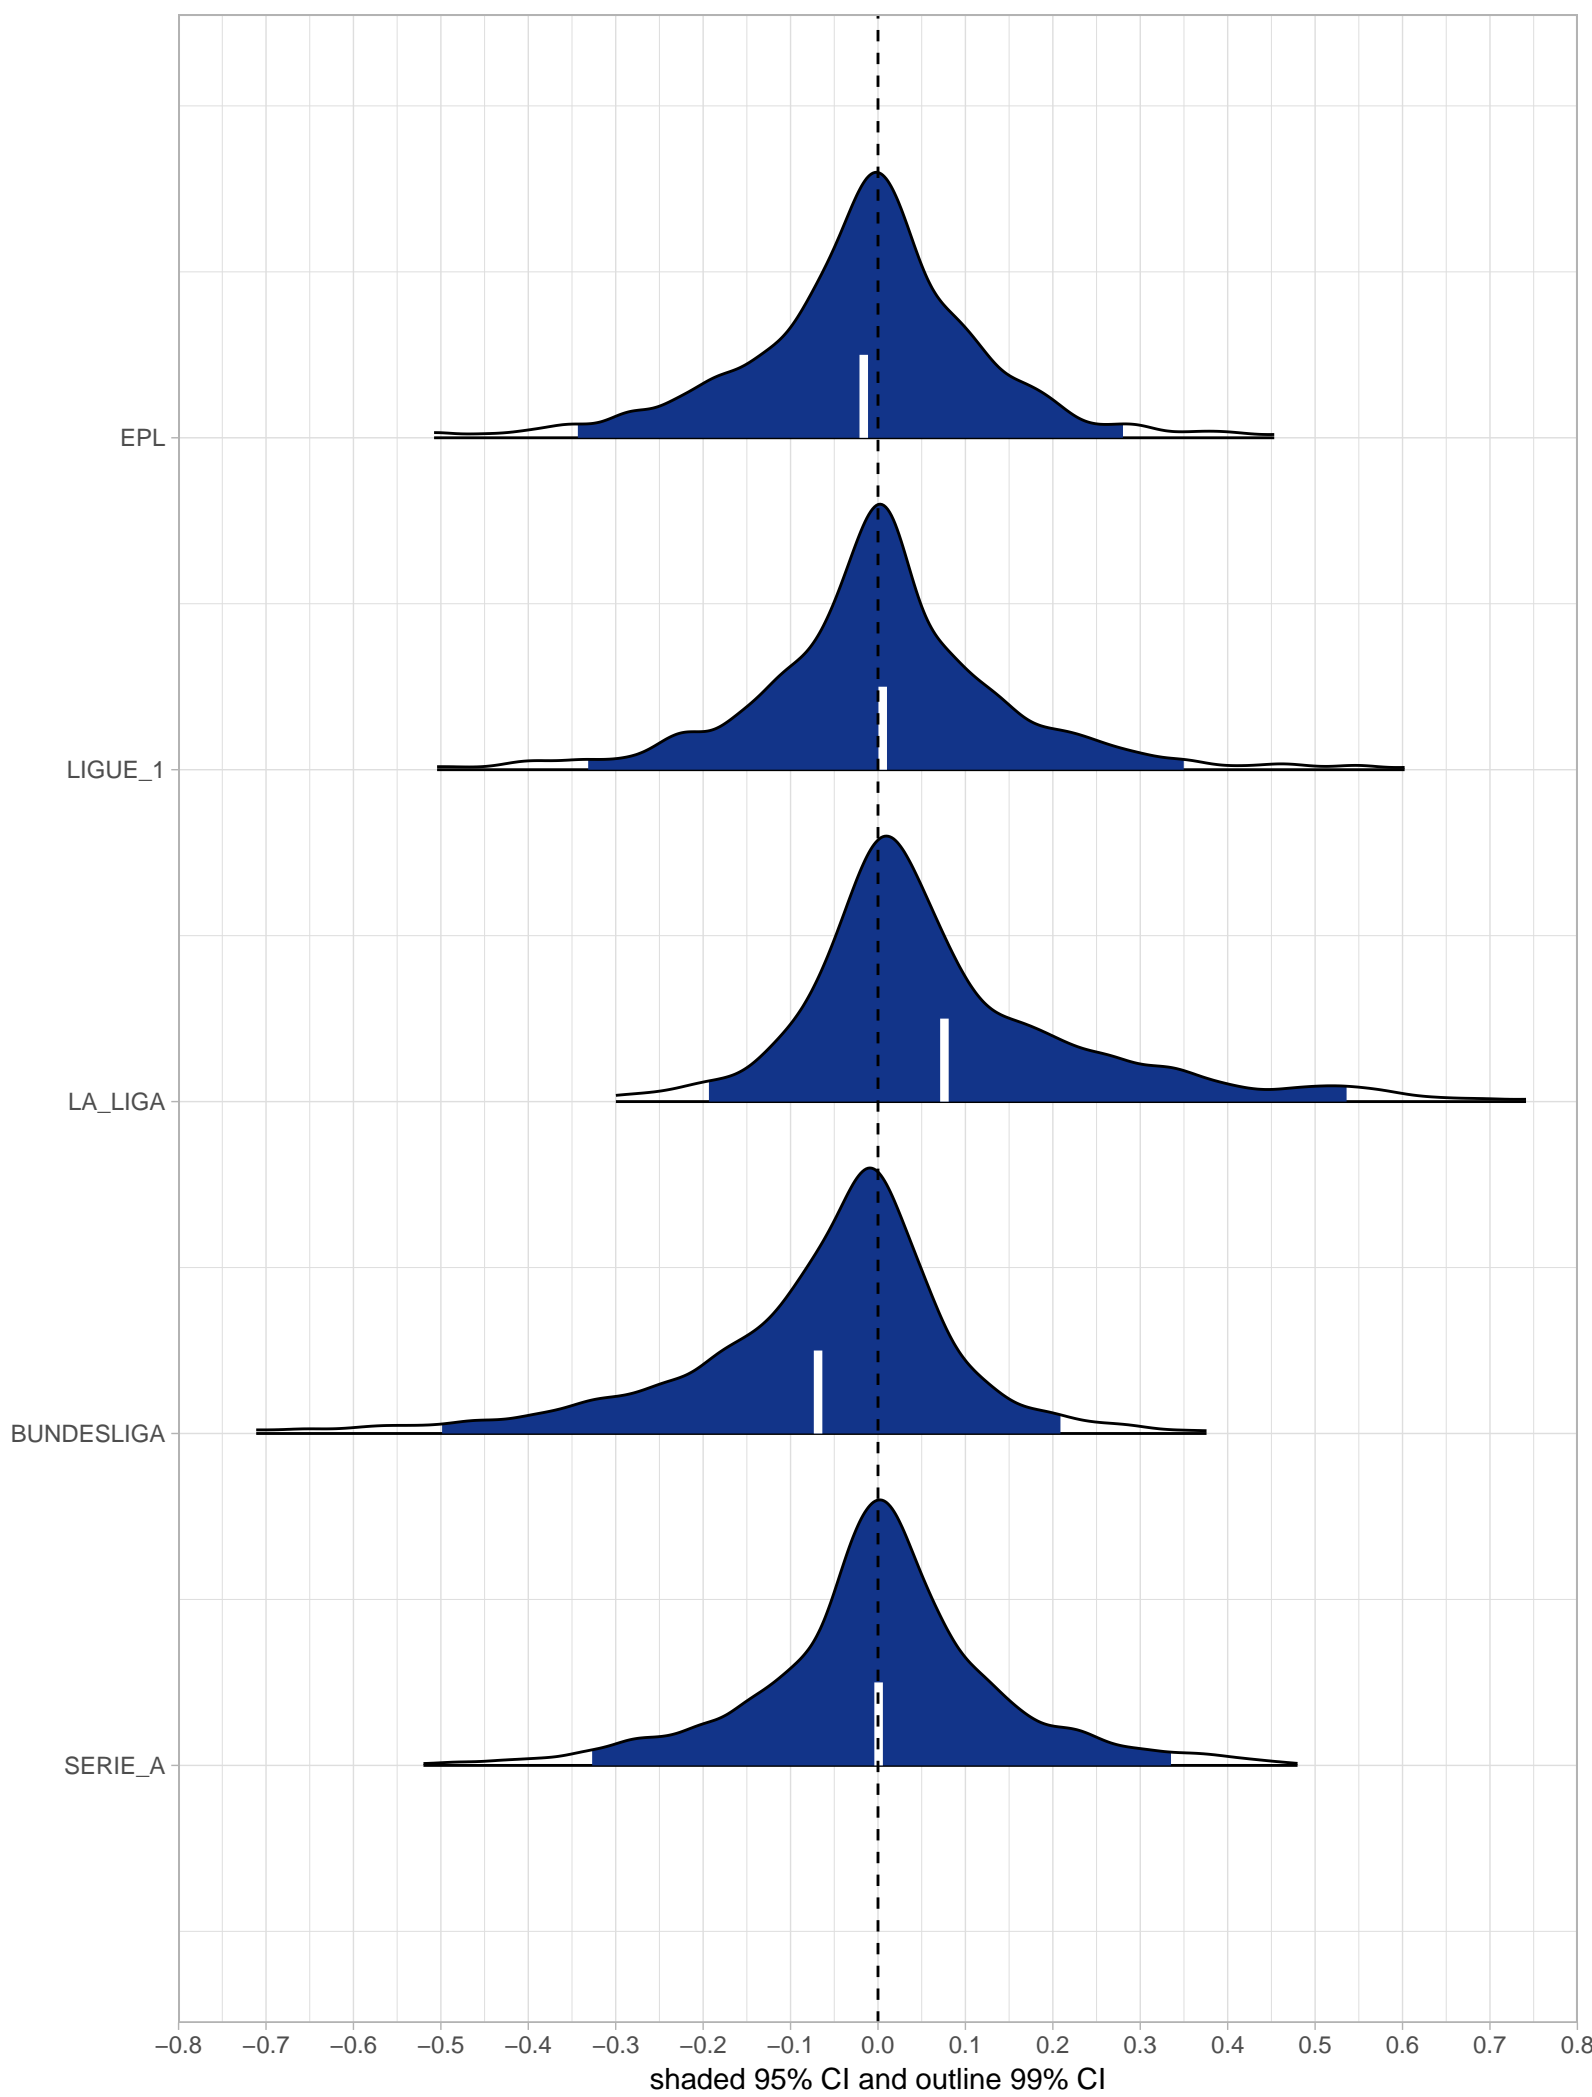 EPL
LIGUE_1
LA_LIGA
BUNDESLIGA
SERIE_A
−0.8 −0.7 −0.6 −0.5 −0.4 −0.3 −0.2 −0.1 0.0 0.1 0.2 0.3 0.4 0.5 0.6 0.7 0.8
shaded 95% CI and outline 99% CI